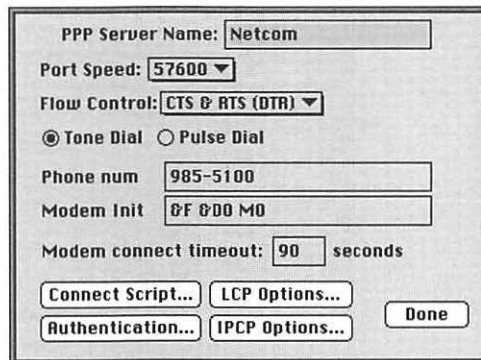 PPP Server Name: Netcom
Port Speed: 57600
Flow Control: CTS & RTS (DTR)
Tone Dial Pulse Dial
Phone num 985-5100
Modem Init &F &D0 M0
Modem connect timeout: 90 seconds
Connect Script... LCP Options...
Done
Authentication... IPCP Options...